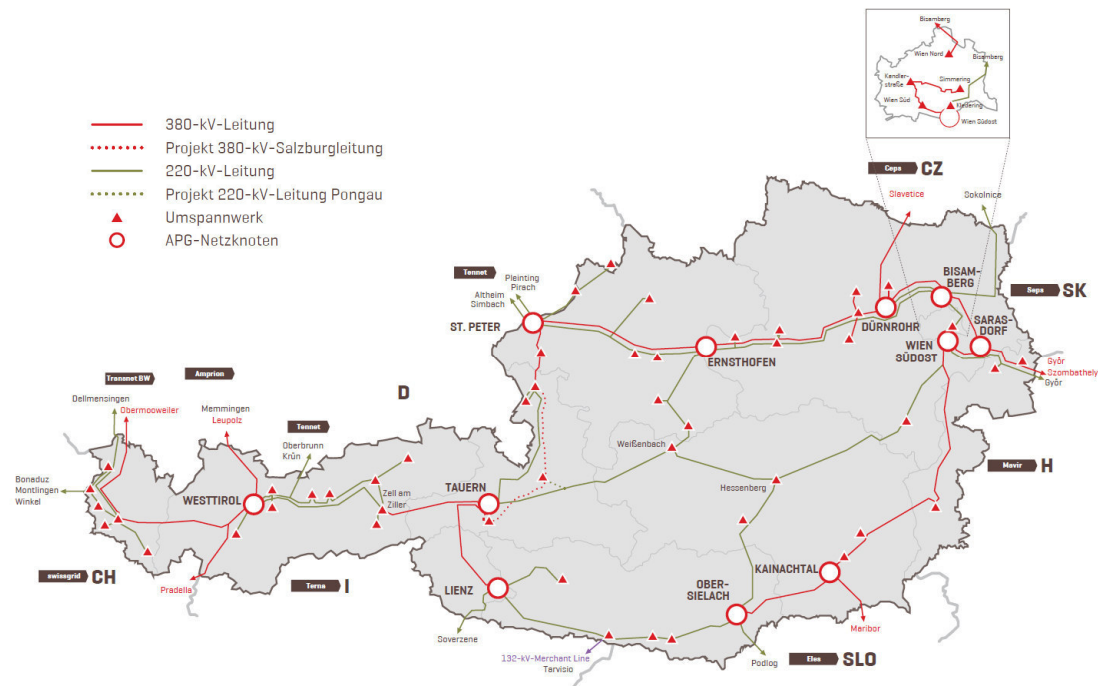 Bisamberg
Wien Nord
Bisamberg
Kendler-
straße
Simmering
Wien Süd
Kledering
Wien Südost
380-kV-Leitung
Projekt 380-kV-Salzburgleitung
220-kV-Leitung
Projekt 220-kV-Leitung Pongau
Umspannwerk
APG-Netzknoten
Ceps CZ
Slavetice
Sokolnice
Tennet
Pleinting
Pirach
Altheim
Simbach
ST. PETER
BISAM-
BERG
Seps SK
DÜRNROHR
SARAS-
DORF
WIEN
SÜDOST
ERNSTHOFEN
Győr
Szombathely
Győr
Transnet BW
Amprion
D
Dellmensingen
Obermooweiler
Memmingen
Leupolz
Tennet
Oberbrunn
Krün
Weißenbach
Mavir H
Bonaduz
Montlingen
Winkel
WESTTIROL
Zell am
Ziller
TAUERN
Hessenberg
swissgrid CH
Pradella
Terna I
LIENZ
OBER-
SIELACH
KAINACHTAL
Soverzene
Maribor
132-kV-Merchant Line
Tarvisio
Podlog
Eles SLO